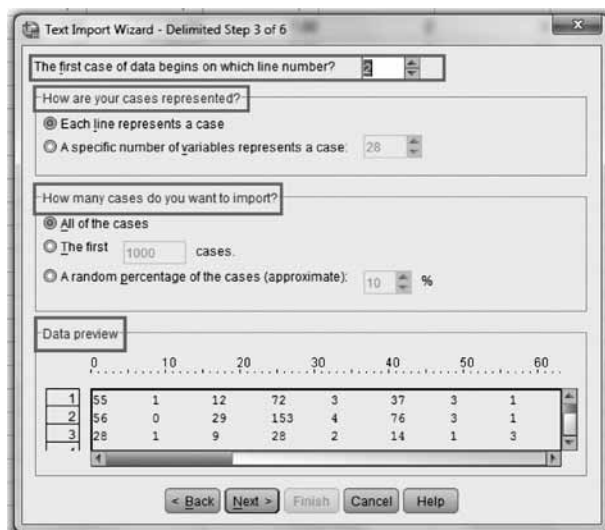 Text Import Wizard - Delimited Step 3 of 6
The first case of data begins on which line number? 2
How are your cases represented?
Each line represents a case
A specific number of variables represents a case: 28
How many cases do you want to import?
All of the cases
The first 1000 cases.
A random percentage of the cases (approximate): 10 %
Data preview
0 10 20 30 40 50 60
1 55 1 12 72 3 37 3 1
2 56 0 29 153 4 76 3 1
3 28 1 9 28 2 14 1 3
< Back Next > Finish Cancel Help